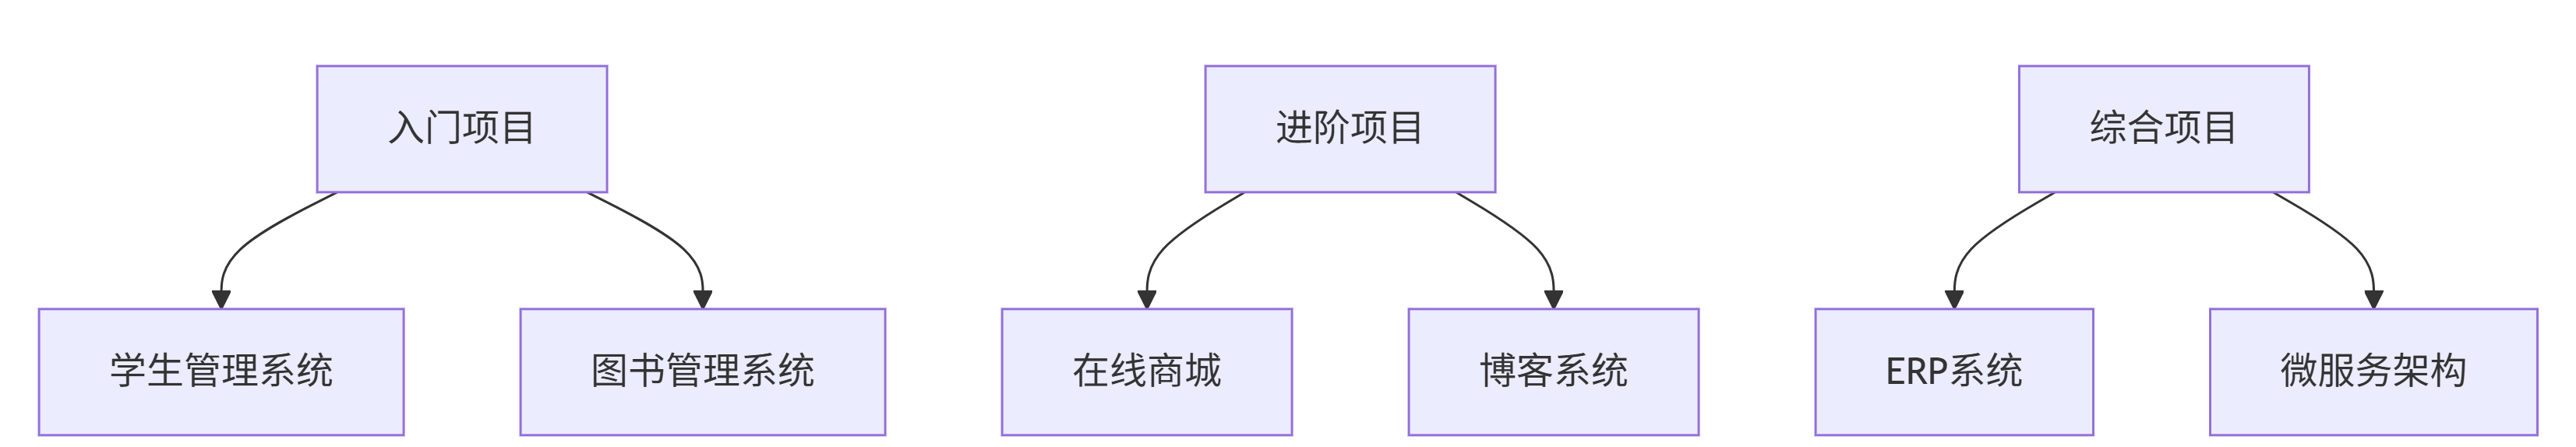 入门项目
进阶项目
综合项目
学生管理系统
图书管理系统
在线商城
博客系统
ERP系统
微服务架构